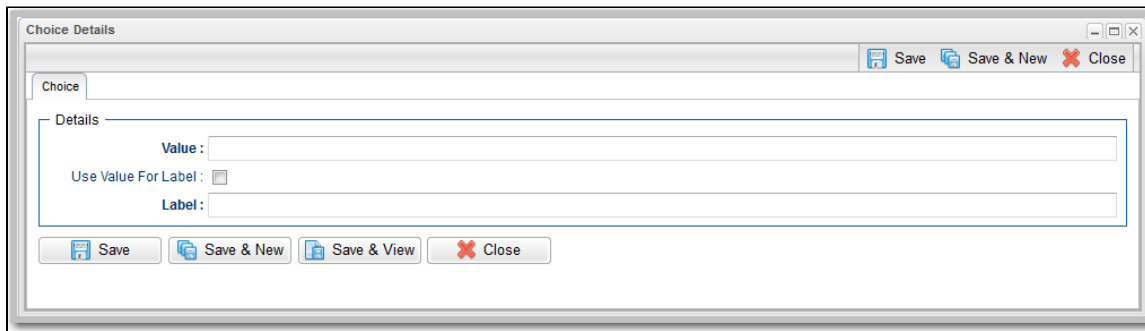 Choice Details
Save Save & New Close
Choice
Details
Value :
Use Value For Label :
Label :
Save Save & New Save & View Close